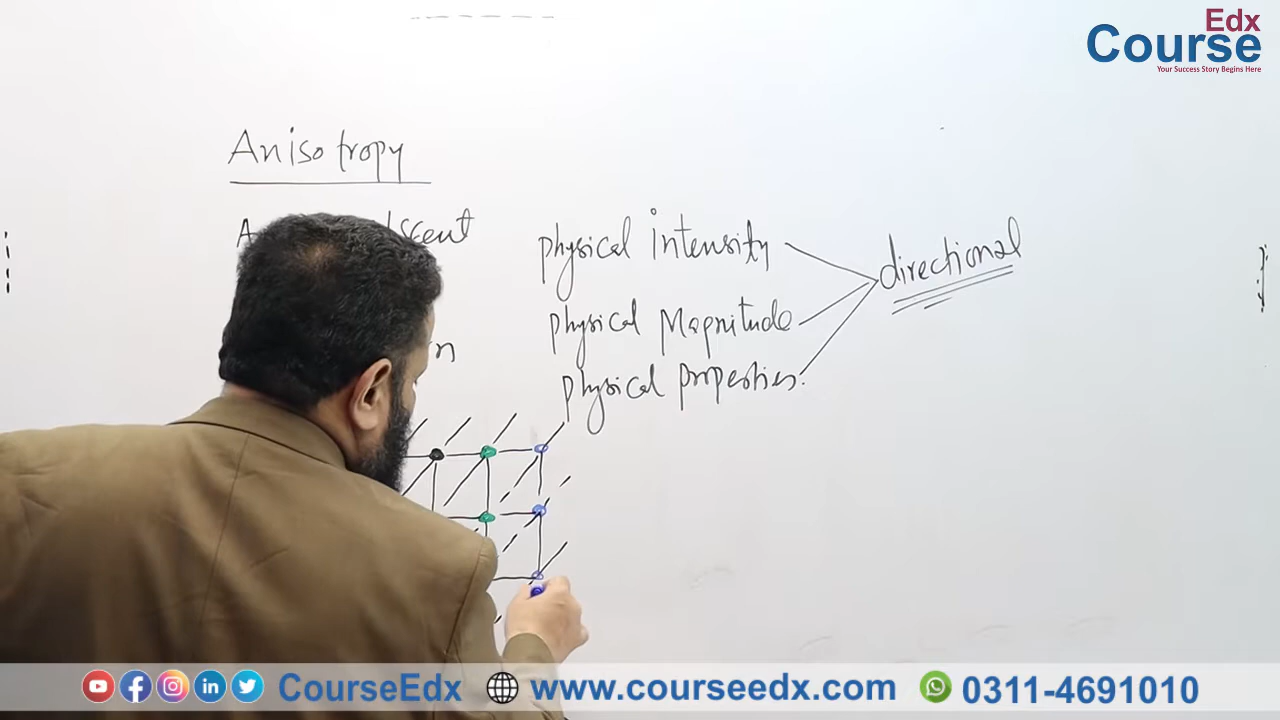 Edx
Course
Your Success Story Begins Here
Anisotropy
physical intensity
directional
physical Magnitude
physical properties.
CourseEdx
www.courseedx.com
0311-4691010